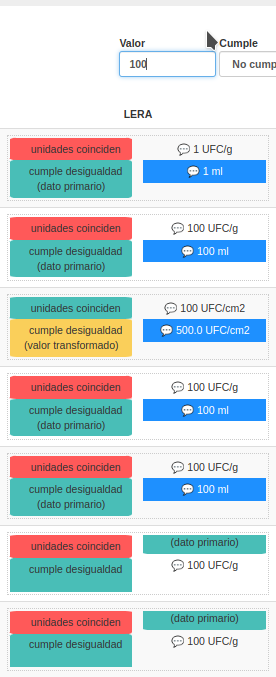 Valor Cumple
100 No cump
LERA
unidades coinciden 💬 1 UFC/g
cumple desigualdad 💬 1 ml
(dato primario)
unidades coinciden 💬 100 UFC/g
cumple desigualdad 💬 100 ml
(dato primario)
unidades coinciden 💬 100 UFC/cm2
cumple desigualdad 💬 500.0 UFC/cm2
(valor transformado)
unidades coinciden 💬 100 UFC/g
cumple desigualdad 💬 100 ml
(dato primario)
unidades coinciden 💬 100 UFC/g
cumple desigualdad 💬 100 ml
(dato primario)
unidades coinciden (dato primario)
cumple desigualdad 💬 100 UFC/g
unidades coinciden (dato primario)
cumple desigualdad 💬 100 UFC/g